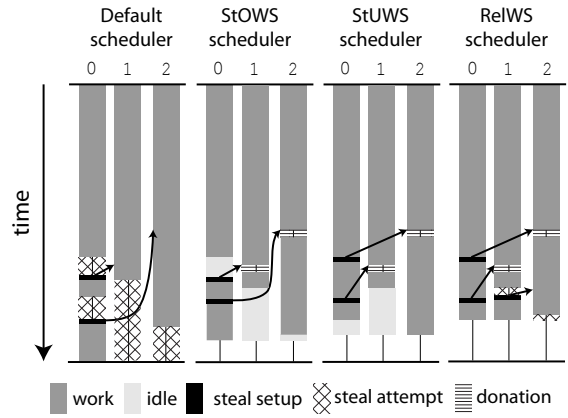 Default scheduler
StOWS scheduler
StUWS scheduler
RelWS scheduler
0 1 2
0 1 2
0 1 2
0 1 2
time
work
idle
steal setup
steal attempt
donation